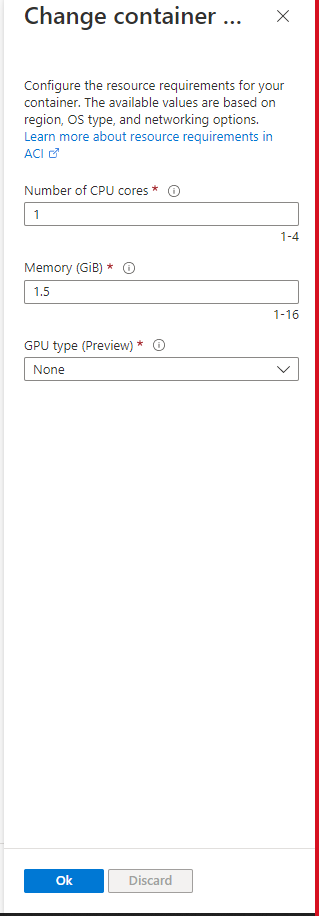 Change container ...
Configure the resource requirements for your
container. The available values are based on
region, OS type, and networking options.
Learn more about resource requirements in
ACI
Number of CPU cores *
1
1-4
Memory (GiB) *
1.5
1-16
GPU type (Preview) *
None
Ok
Discard